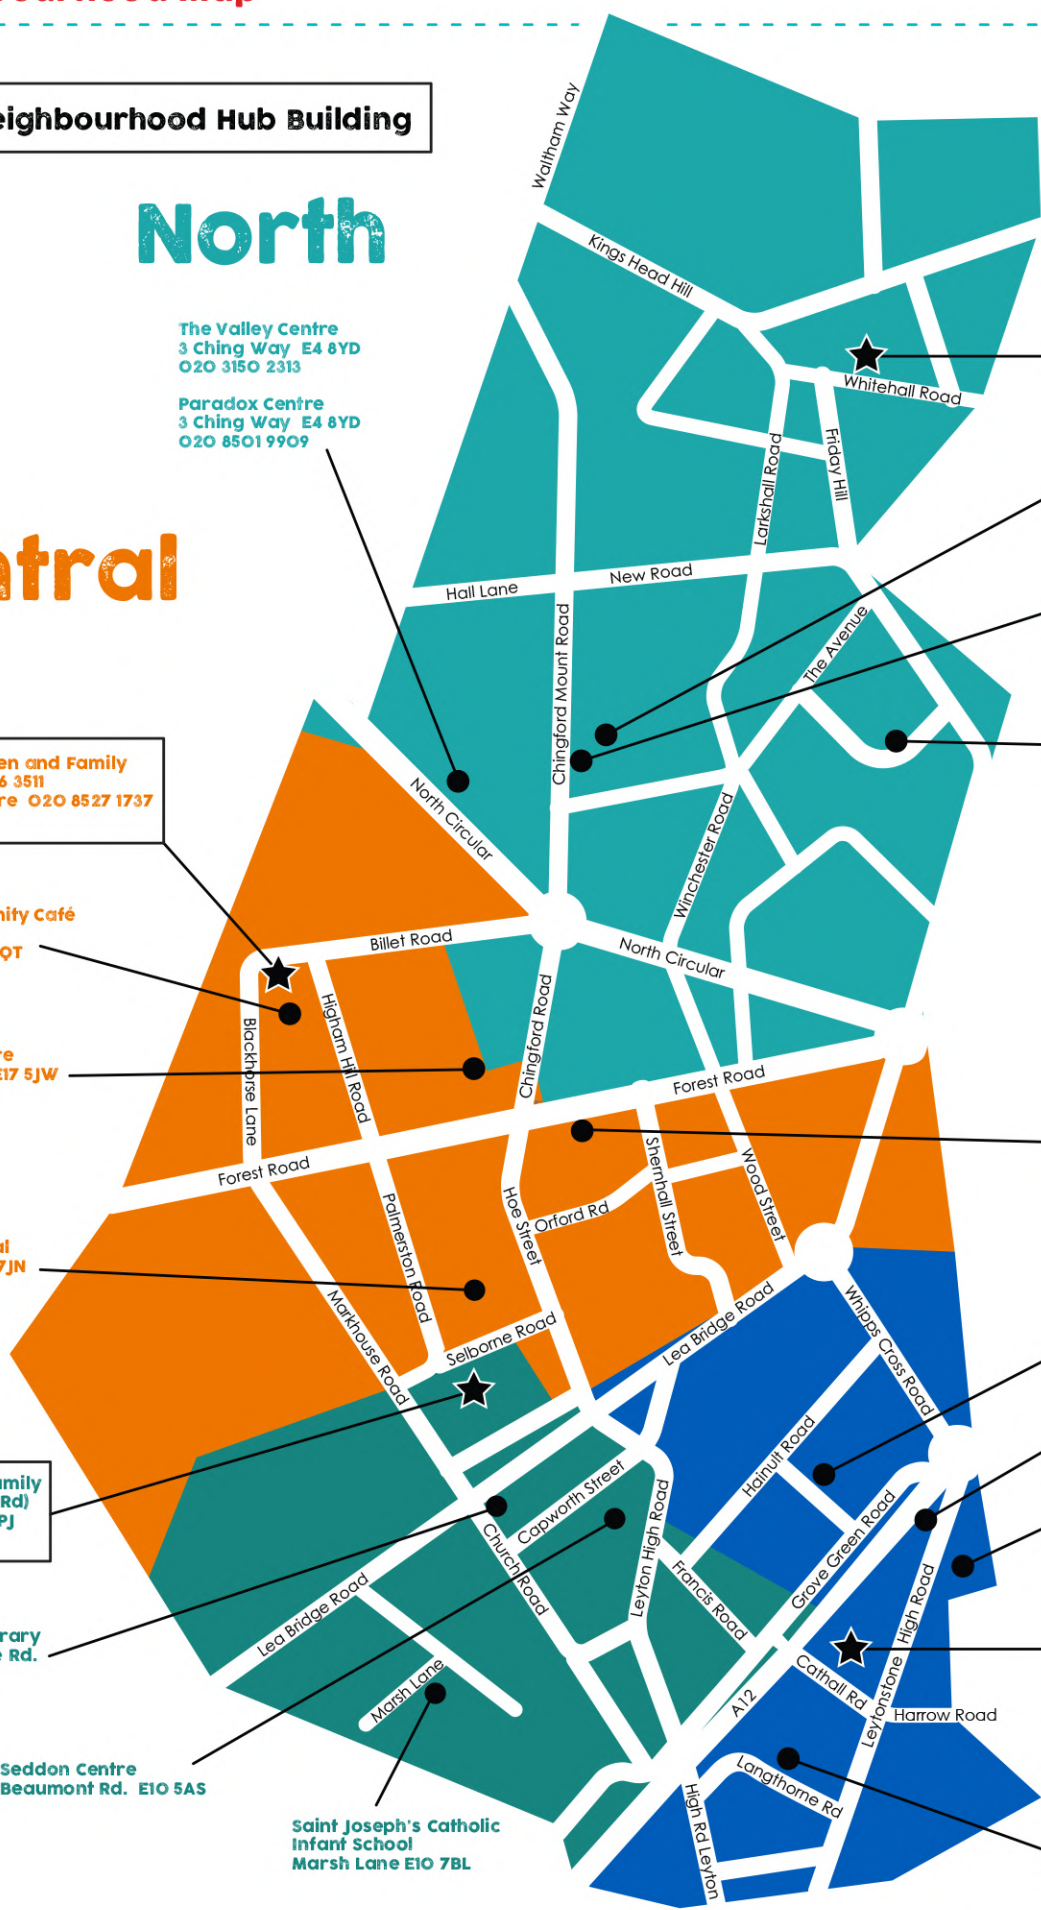 Neighbourhood Hub Building
North
The Valley Centre
3 Ching Way E4 8YD
020 3150 2313
Paradox Centre
3 Ching Way E4 8YD
020 8501 9909
ntral
en and Family
6 3511
re 020 8527 1737
nity Café
QT
re
E17 5JW
al
7JN
amily
Rd)
PJ
rary
e Rd.
Seddon Centre
Beaumont Rd. E10 5AS
Saint Joseph's Catholic
Infant School
Marsh Lane E10 7BL
Waltham Way
Kings Head Hill
Whitehall Road
Friday Hill
Larkshall Road
Hall Lane
New Road
Chingford Mount Road
The Avenue
North Circular
Winchester Road
Billet Road
North Circular
Higham Hill Road
Blackhorse Lane
Chingford Road
Forest Road
Forest Road
Shernhall Street
Wood Street
Orford Rd
Hoe Street
Palmerston Road
Markhouse Road
Selborne Road
Lea Bridge Road
Whipps Cross Road
Hainult Road
Capworth Street
Church Road
Leyton High Road
Grove Green Road
Francis Road
Lea Bridge Road
Marsh Lane
Leytonstone High Road
Cathall Rd
A12
Harrow Road
Langthorne Rd
High Rd Leyton